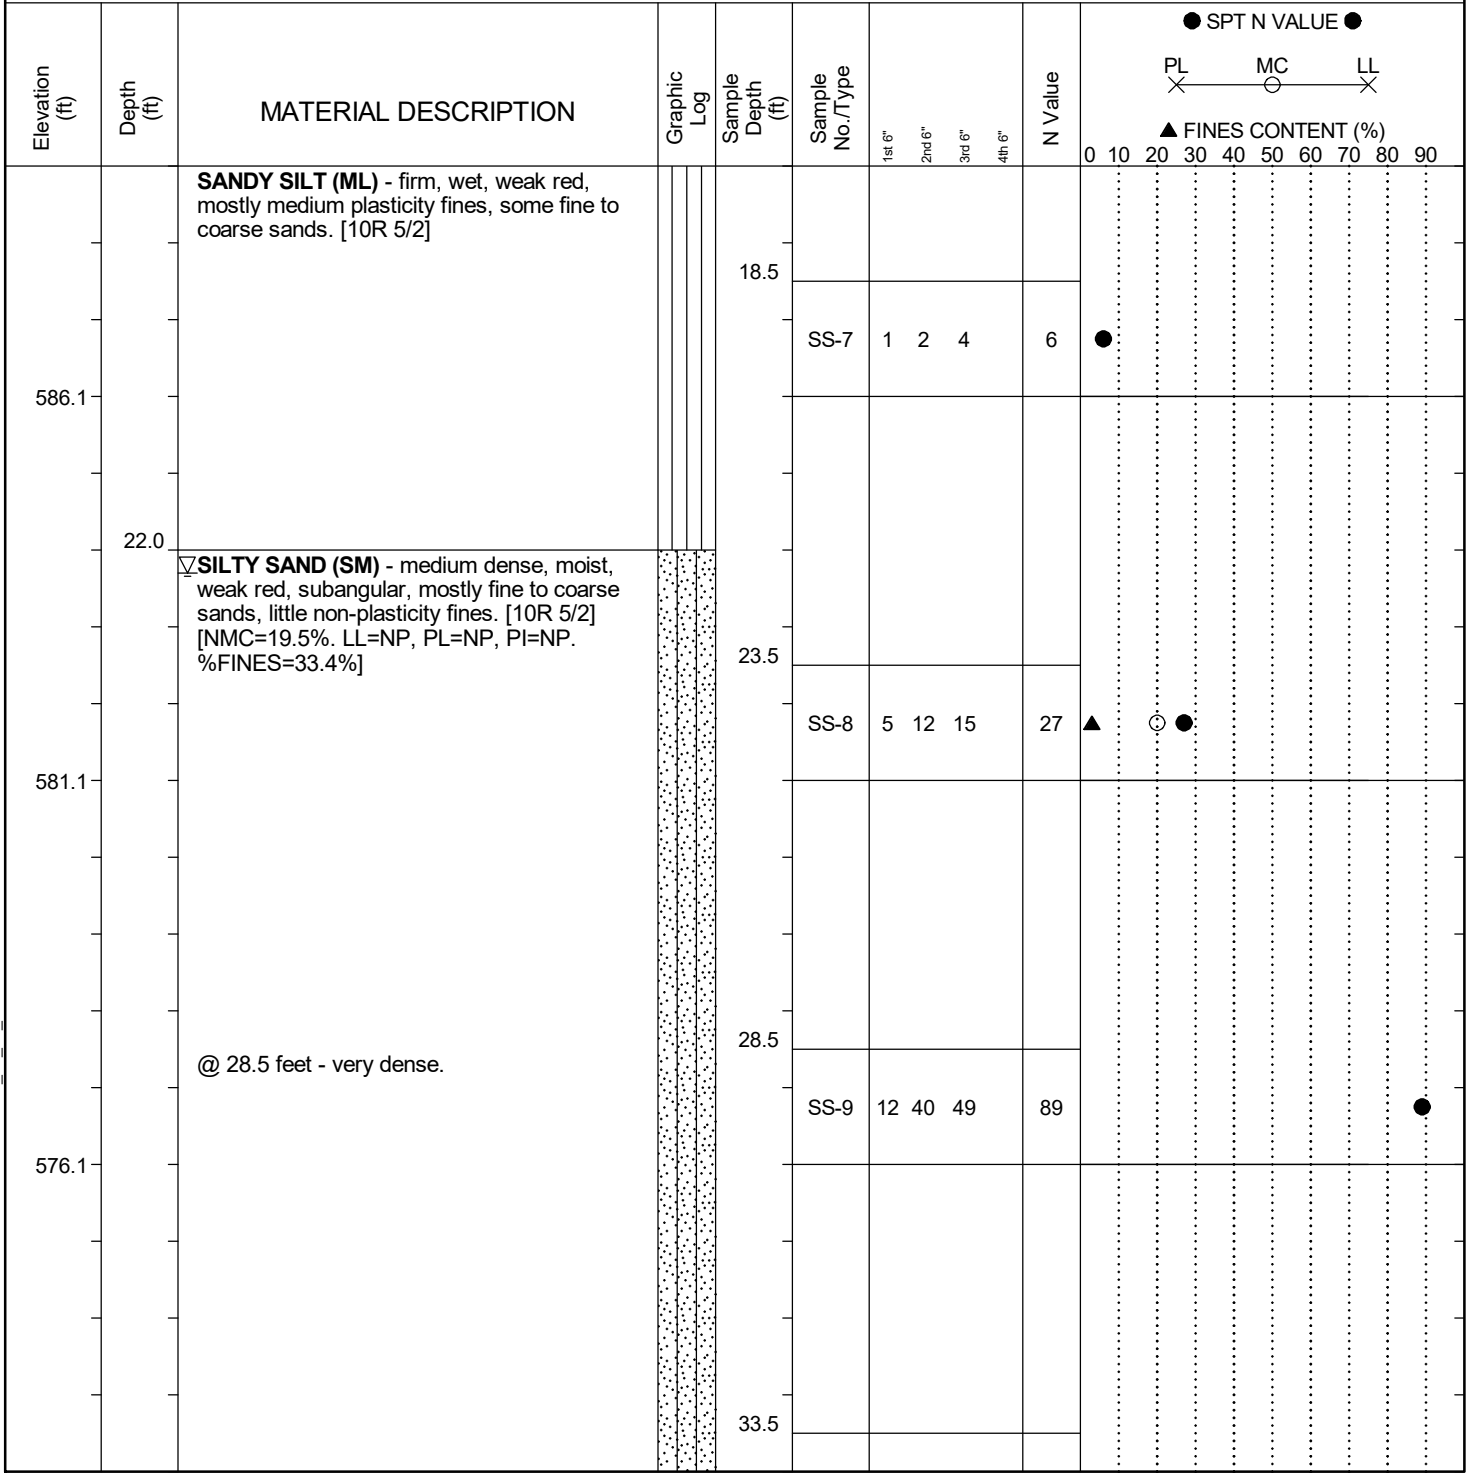 ● SPT N VALUE ●
PL MC LL
▲ FINES CONTENT (%)
Elevation (ft)
Depth (ft)
MATERIAL DESCRIPTION
Graphic Log
Sample Depth (ft)
Sample No./Type
1st 6"
2nd 6"
3rd 6"
4th 6"
N Value
0 10 20 30 40 50 60 70 80 90
SANDY SILT (ML) - firm, wet, weak red,
mostly medium plasticity fines, some fine to
coarse sands. [10R 5/2]
18.5
SS-7 1 2 4 6
586.1
22.0
SILTY SAND (SM) - medium dense, moist,
weak red, subangular, mostly fine to coarse
sands, little non-plasticity fines. [10R 5/2]
[NMC=19.5%. LL=NP, PL=NP, PI=NP.
%FINES=33.4%]
23.5
SS-8 5 12 15 27
581.1
28.5
@ 28.5 feet - very dense.
SS-9 12 40 49 89
576.1
33.5